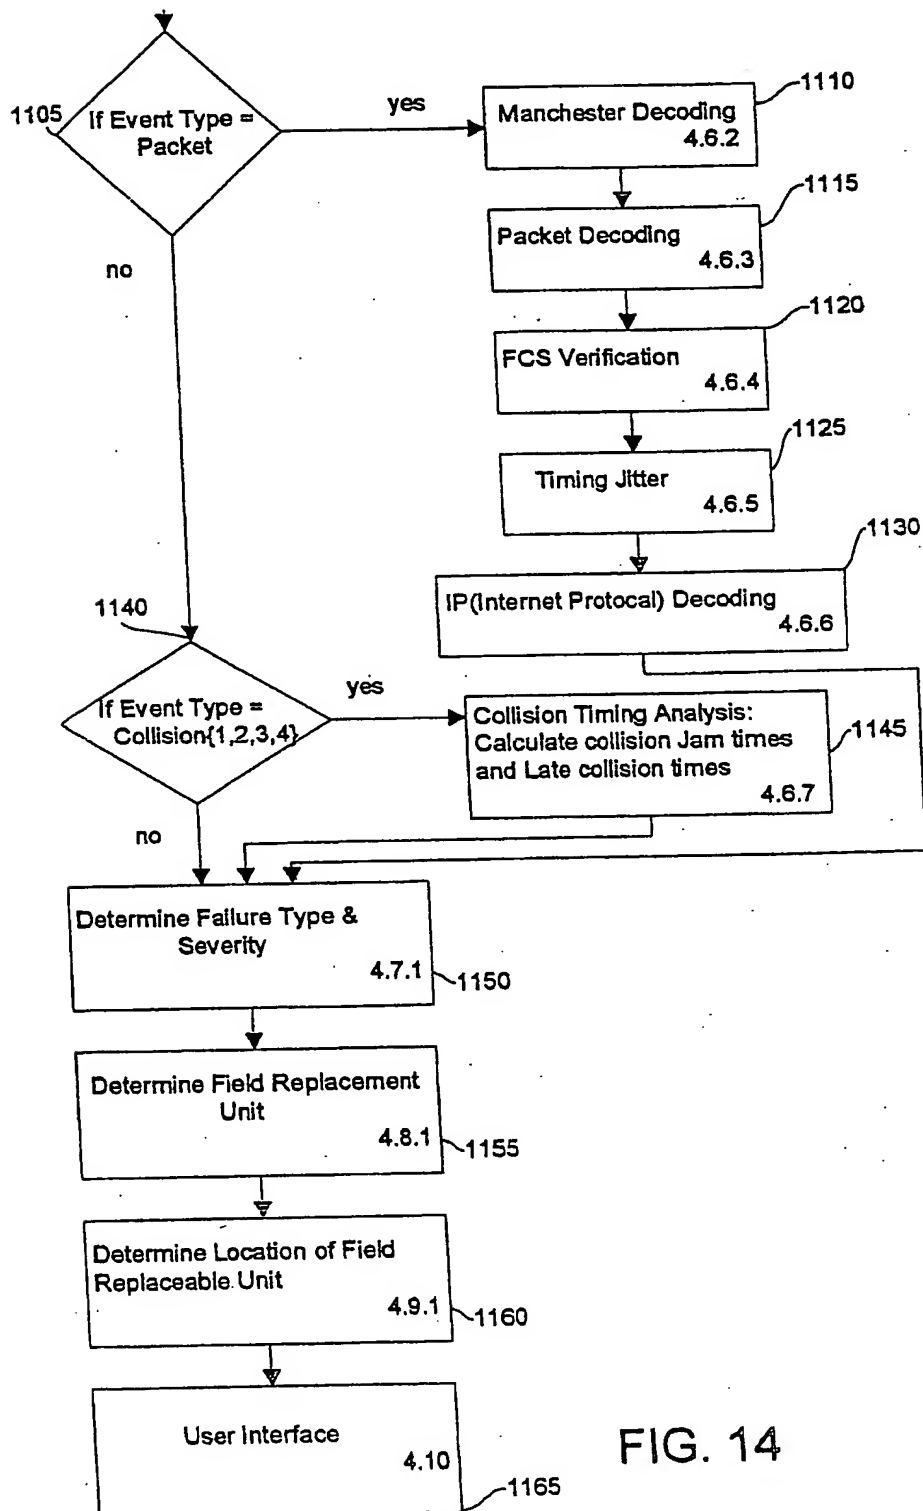 1105
If Event Type =
Packet
yes
no
Manchester Decoding
4.6.2
1110
Packet Decoding
4.6.3
1115
FCS Verification
4.6.4
1120
Timing Jitter
4.6.5
1125
IP(Internet Protocal) Decoding
4.6.6
1130
1140
If Event Type =
Collision{1,2,3,4}
yes
no
Collision Timing Analysis:
Calculate collision Jam times
and Late collision times
4.6.7
1145
Determine Failure Type &
Severity
4.7.1
1150
Determine Field Replacement
Unit
4.8.1
1155
Determine Location of Field
Replaceable Unit
4.9.1
1160
User Interface
4.10
1165
FIG. 14